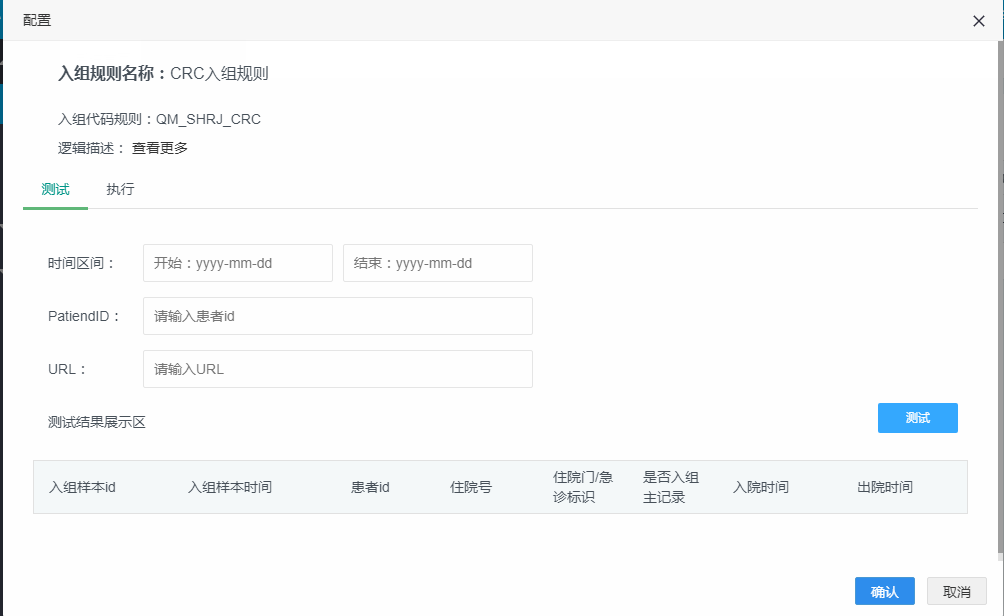 配置
入组规则名称：CRC入组规则
入组代码规则：QM_SHRJ_CRC
逻辑描述： 查看更多
测试 执行
时间区间： 开始：yyyy-mm-dd 结束：yyyy-mm-dd
PatiendID： 请输入患者id
URL： 请输入URL
测试结果展示区 测试
入组样本id 入组样本时间 患者id 住院号 住院门/急 是否入组 入院时间 出院时间
诊标识 主记录
确认 取消